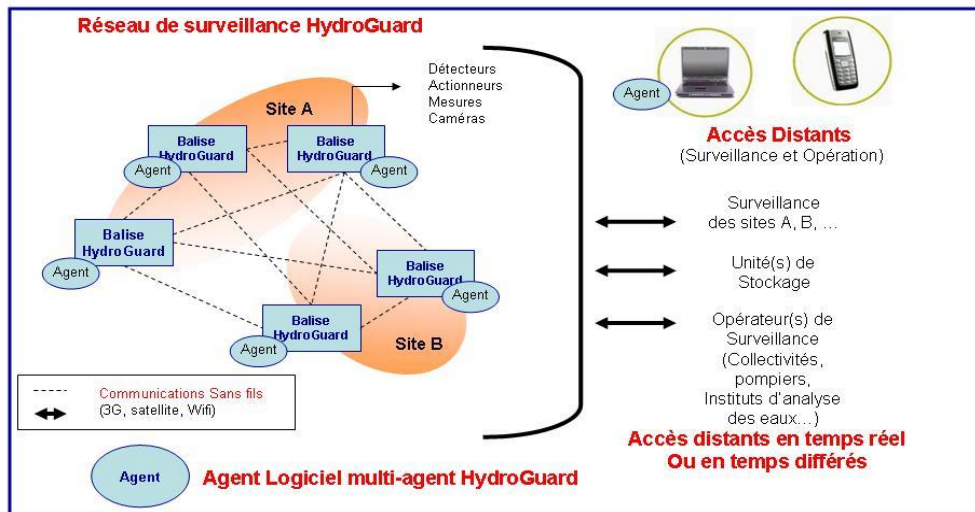 Réseau de surveillance HydroGuard
Détecteurs
Actionneurs
Mesures
Caméras
Site A
Balise
HydroGuard
Agent
Balise
HydroGuard
Agent
Balise
HydroGuard
Agent
Balise
HydroGuard
Agent
Balise
HydroGuard
Agent
Site B
Communications Sans fils
(3G, satellite, Wifi)
Agent
Agent Logiciel multi-agent HydroGuard
Agent
Accès Distants
(Surveillance et Opération)
Surveillance
des sites A, B, ...
Unité(s) de
Stockage
Opérateur(s) de
Surveillance
(Collectivités,
pompiers,
Instituts d'analyse
des eaux...)
Accès distants en temps réel
Ou en temps différés